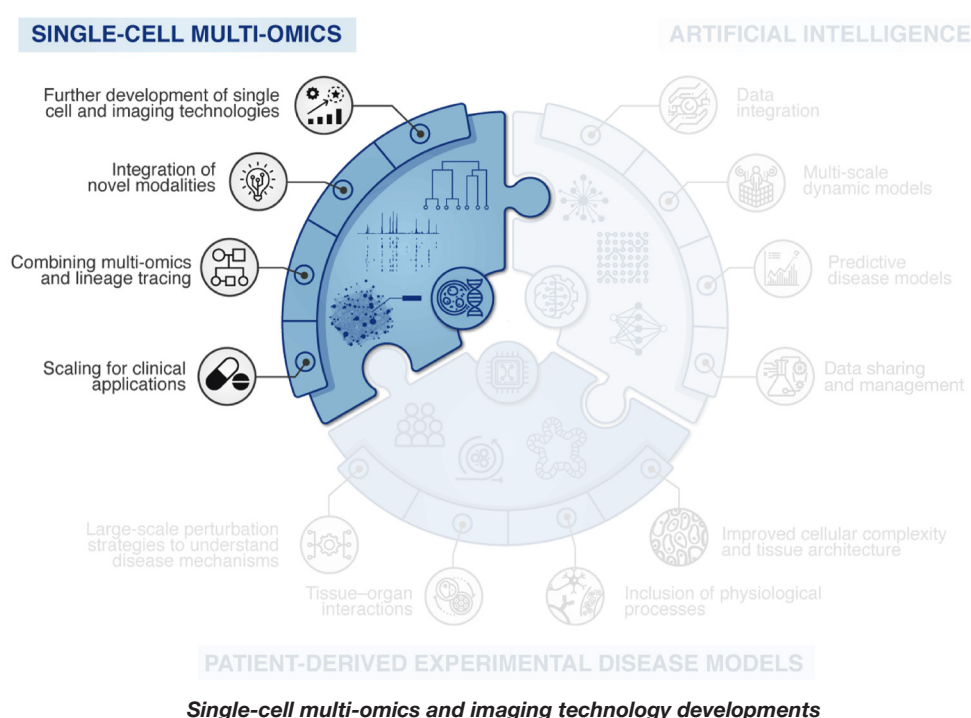 SINGLE-CELL MULTI-OMICS
ARTIFICIAL INTELLIGENCE
Further development of single
cell and imaging technologies
Data
integration
Integration of
novel modalities
Multi-scale
dynamic models
Combining multi-omics
and lineage tracing
Predictive
disease models
Scaling for clinical
applications
Data sharing
and management
Large-scale perturbation
strategies to understand
disease mechanisms
Improved cellular complexity
and tissue architecture
Tissue–organ
interactions
Inclusion of physiological
processes
PATIENT-DERIVED EXPERIMENTAL DISEASE MODELS
Single-cell multi-omics and imaging technology developments